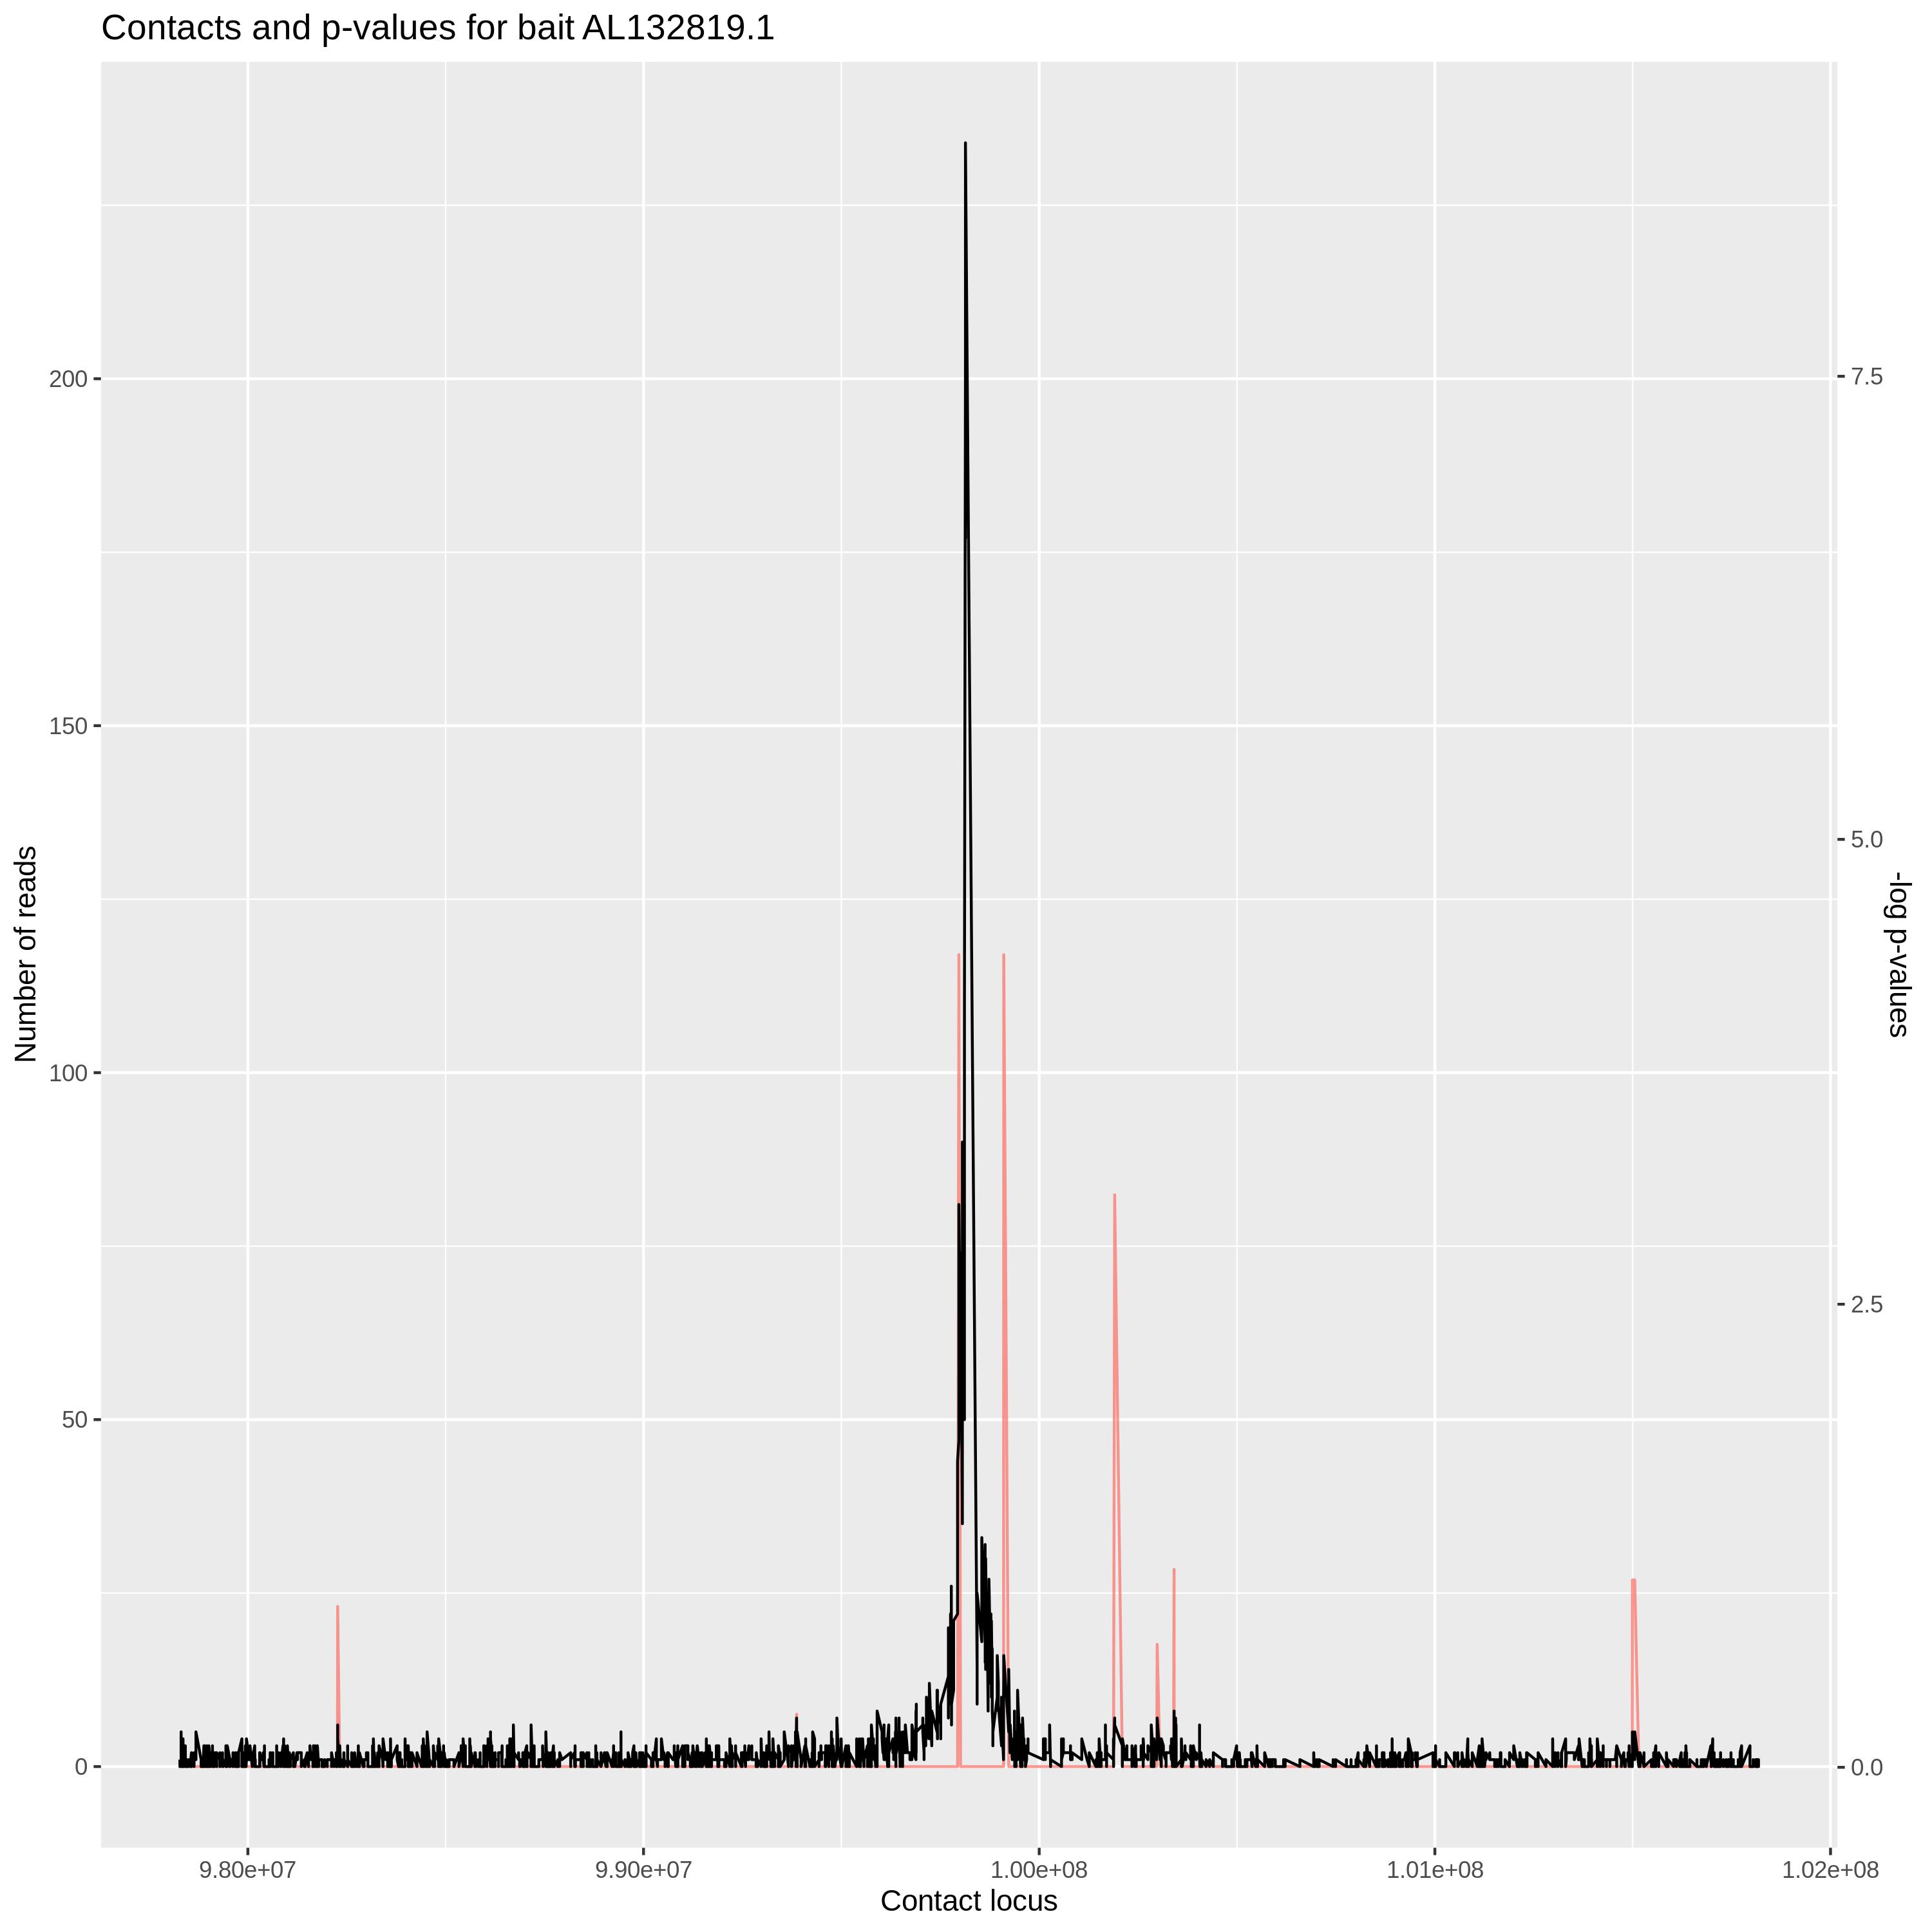 Contacts and p-values for bait AL132819.1
Number of reads
200
150
100
50
0
7.5
5.0
2.5
0.0
-log p-values
9.80e+07 9.90e+07 1.00e+08 1.01e+08 1.02e+08
Contact locus